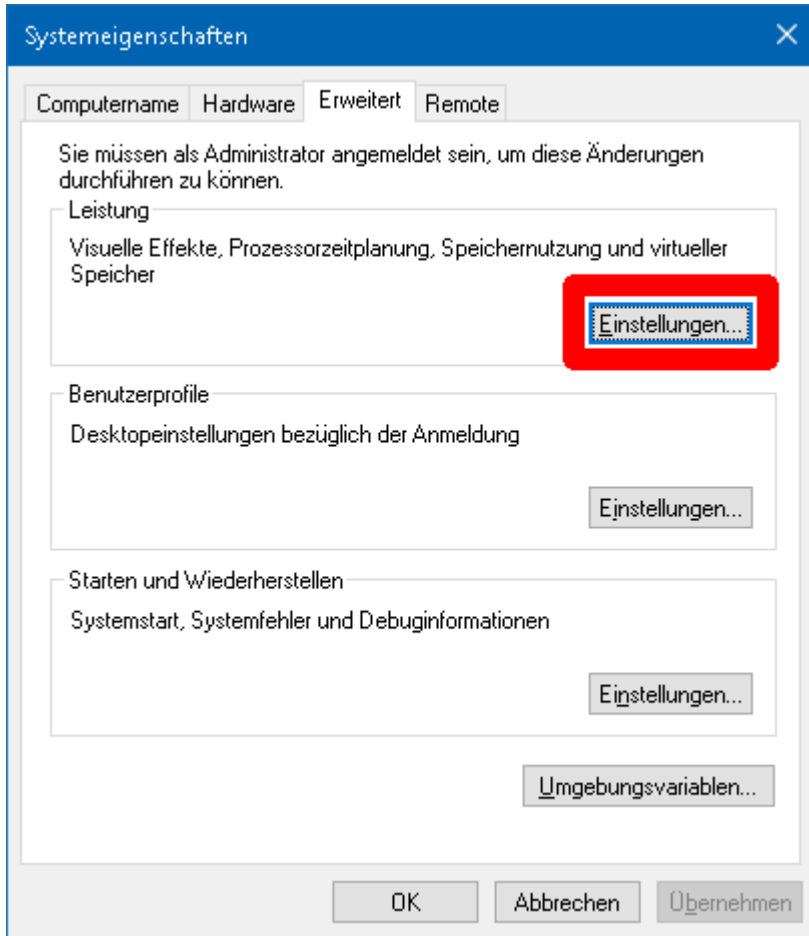 Systemeigenschaften
Computername Hardware Erweitert Remote
Sie müssen als Administrator angemeldet sein, um diese Änderungen
durchführen zu können.
Leistung
Visuelle Effekte, Prozessorzeitplanung, Speichernutzung und virtueller
Speicher
Einstellungen...
Benutzerprofile
Desktopeinstellungen bezüglich der Anmeldung
Einstellungen...
Starten und Wiederherstellen
Systemstart, Systemfehler und Debuginformationen
Einstellungen...
Umgebungsvariablen...
OK Abbrechen Übernehmen